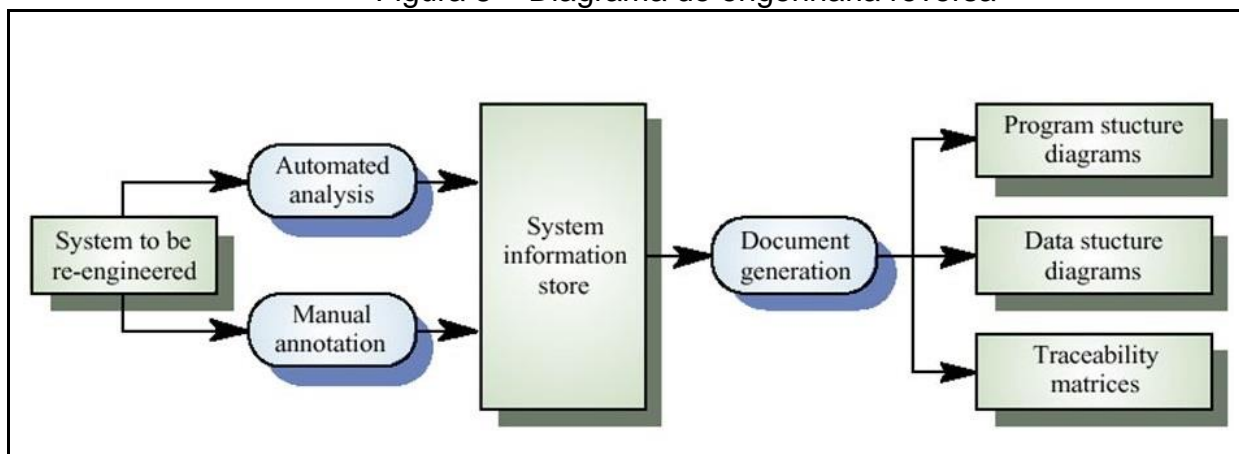 Figura – Diagrama de engenharia reversa
System to be
re-engineered
Automated
analysis
Manual
annotation
System
information
store
Document
generation
Program stucture
diagrams
Data stucture
diagrams
Traceability
matrices